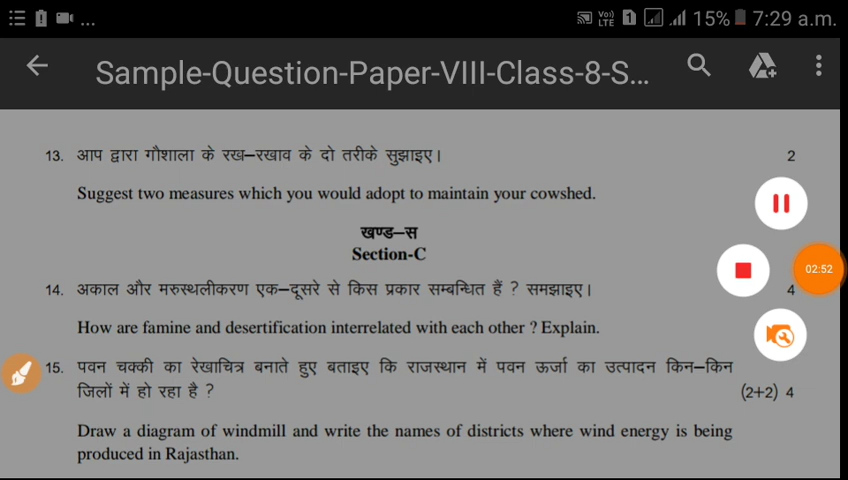 ... Vo) LTE 1 15% 7:29 a.m.
Sample-Question-Paper-VIII-Class-8-S...
13. आप द्वारा गौशाला के रख–रखाव के दो तरीके सुझाइए। 2
Suggest two measures which you would adopt to maintain your cowshed.
खण्ड–स
Section-C
02:52
14. अकाल और मरुस्थलीकरण एक–दूसरे से किस प्रकार सम्बन्धित हैं ? समझाइए। 4
How are famine and desertification interrelated with each other ? Explain.
15. पवन चक्की का रेखाचित्र बनाते हुए बताइए कि राजस्थान में पवन ऊर्जा का उत्पादन किन–किन
जिलों में हो रहा है ? (2+2) 4
Draw a diagram of windmill and write the names of districts where wind energy is being
produced in Rajasthan.